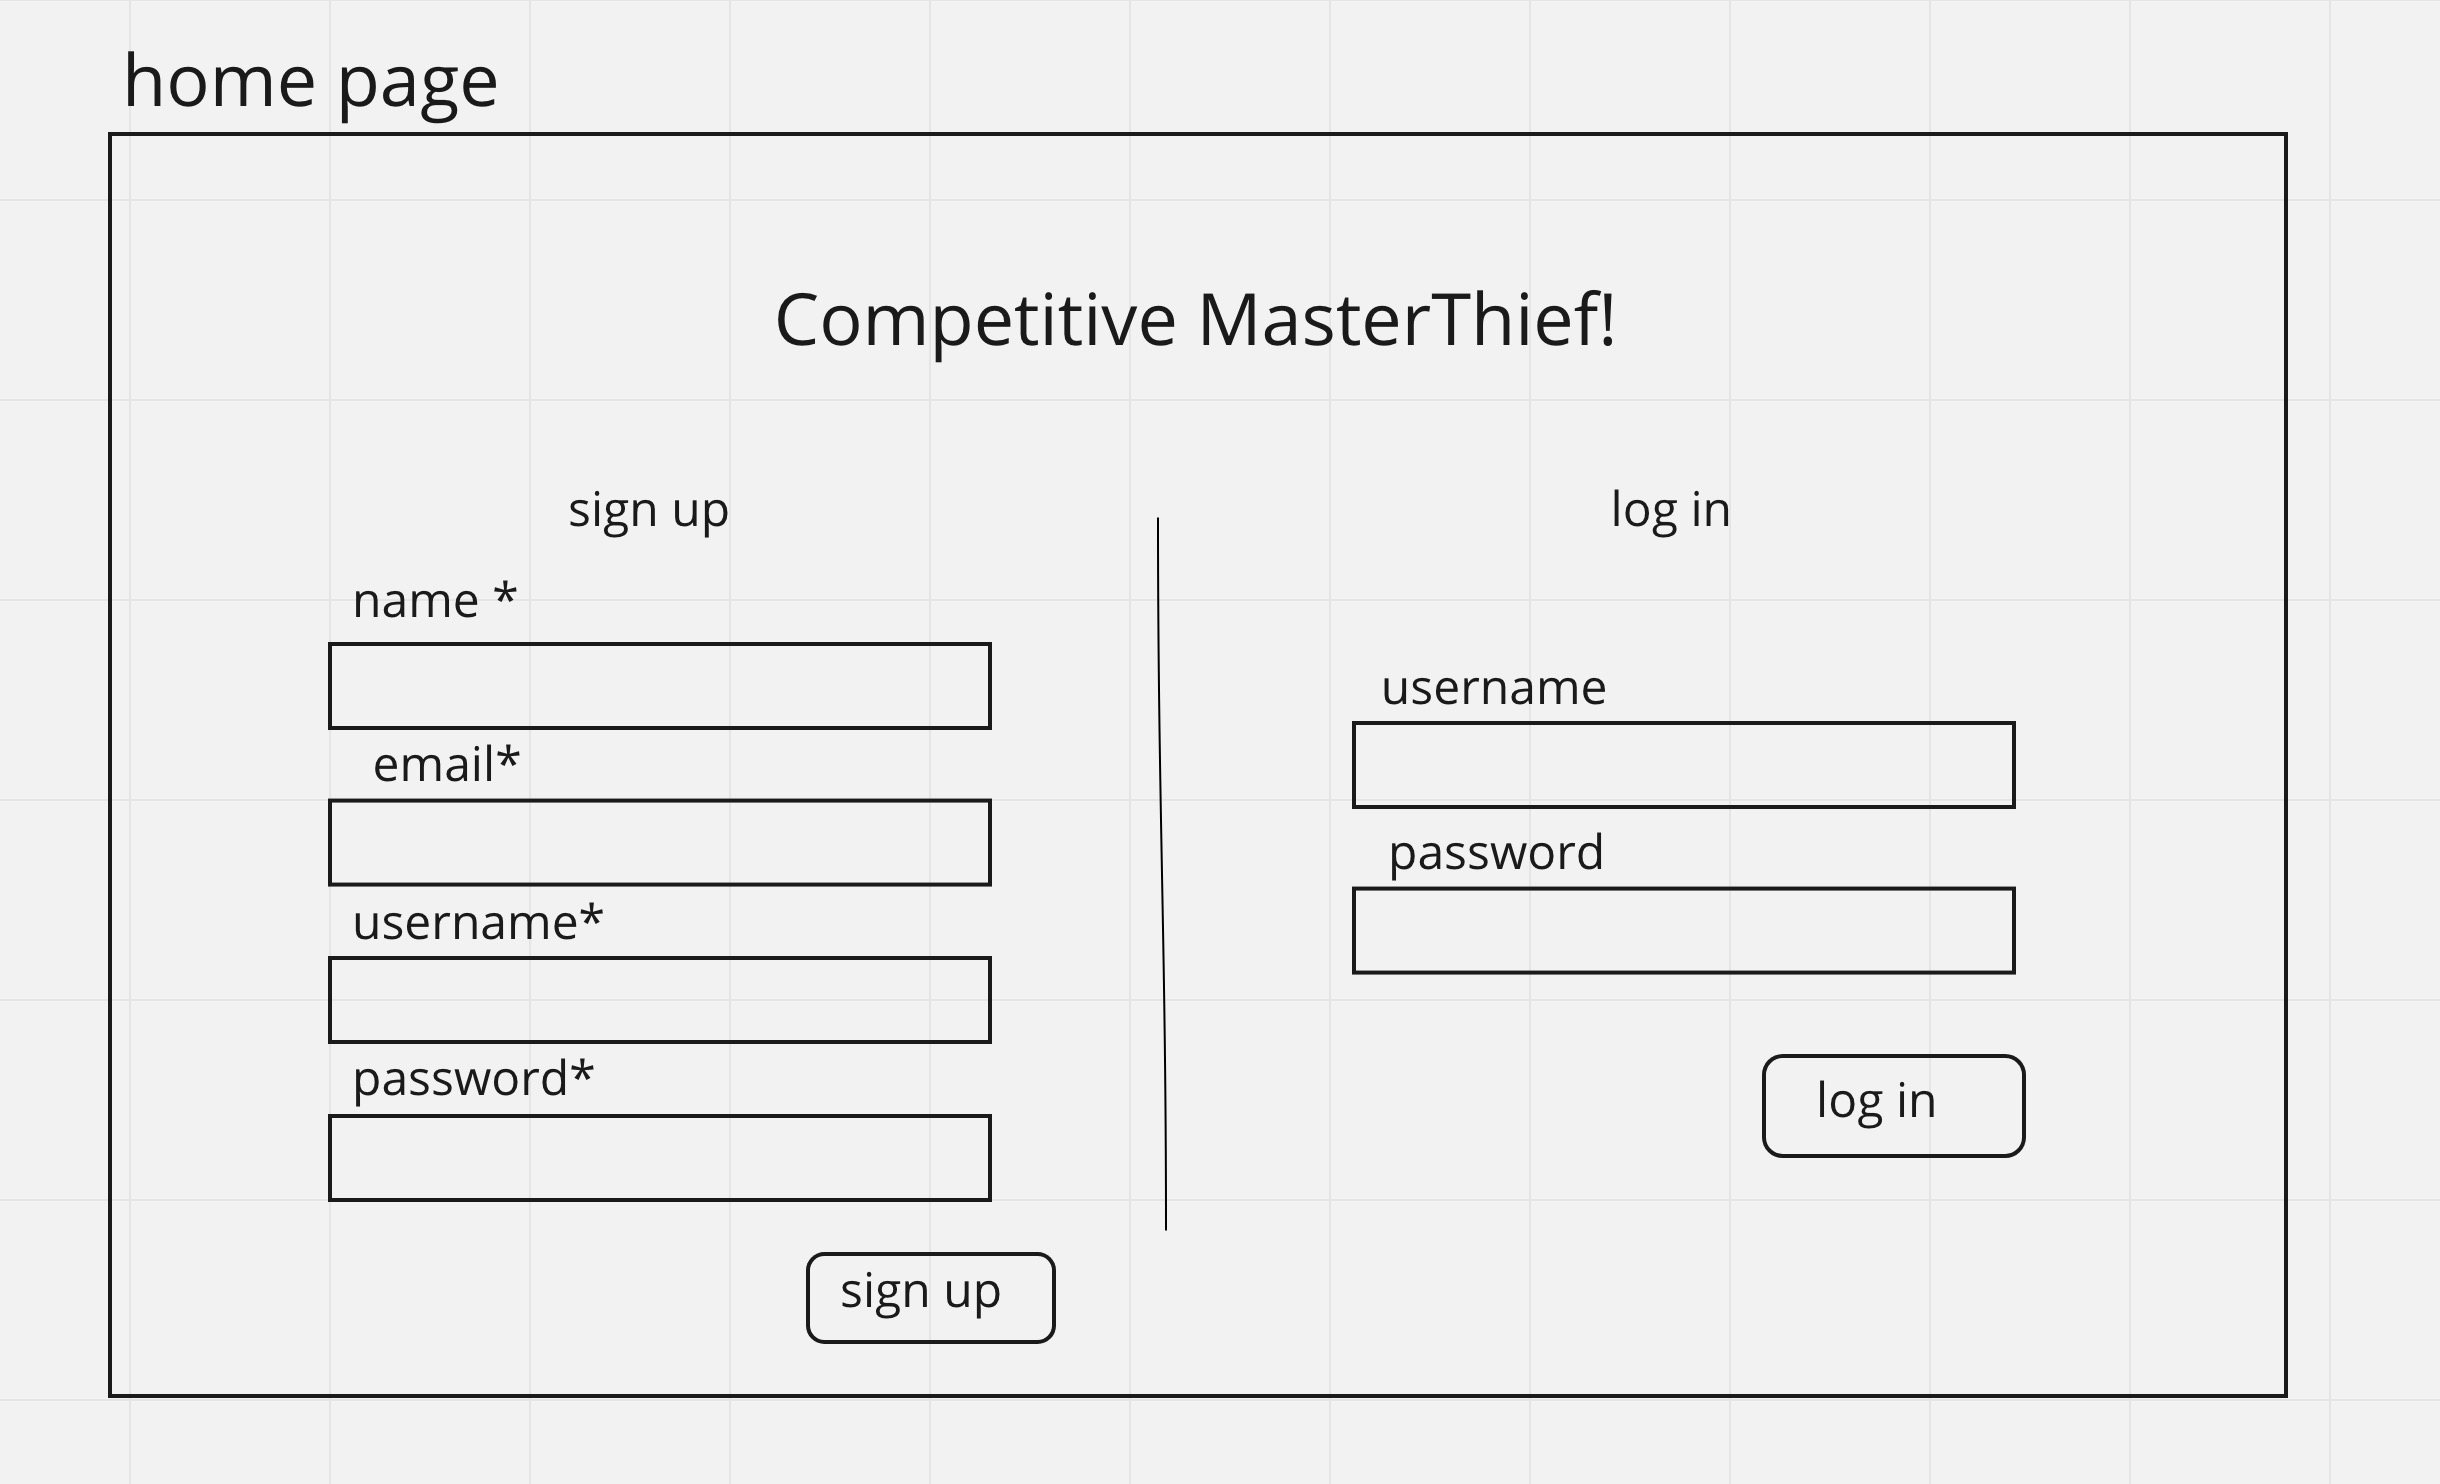 home page
Competitive MasterThief!
sign up
name *
email*
username*
password*
sign up
log in
username
password
log in